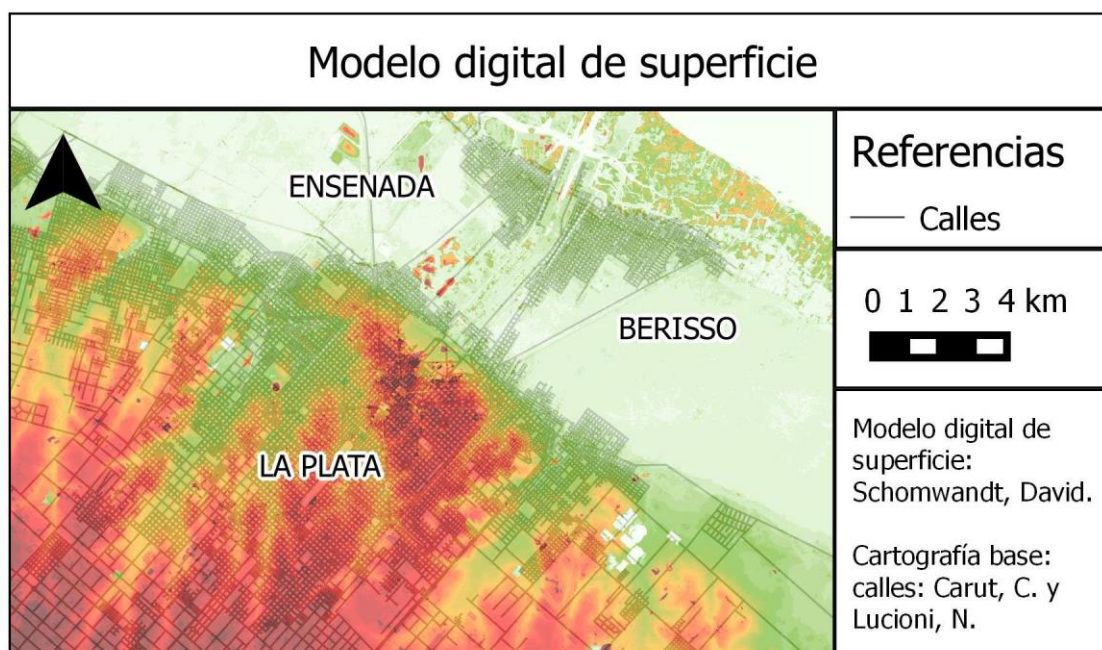 Modelo digital de superficie
ENSENADA
BERISSO
LA PLATA
Referencias
Calles
0 1 2 3 4 km
Modelo digital de
superficie:
Schomwandt, David.
Cartografía base:
calles: Carut, C. y
Lucioni, N.